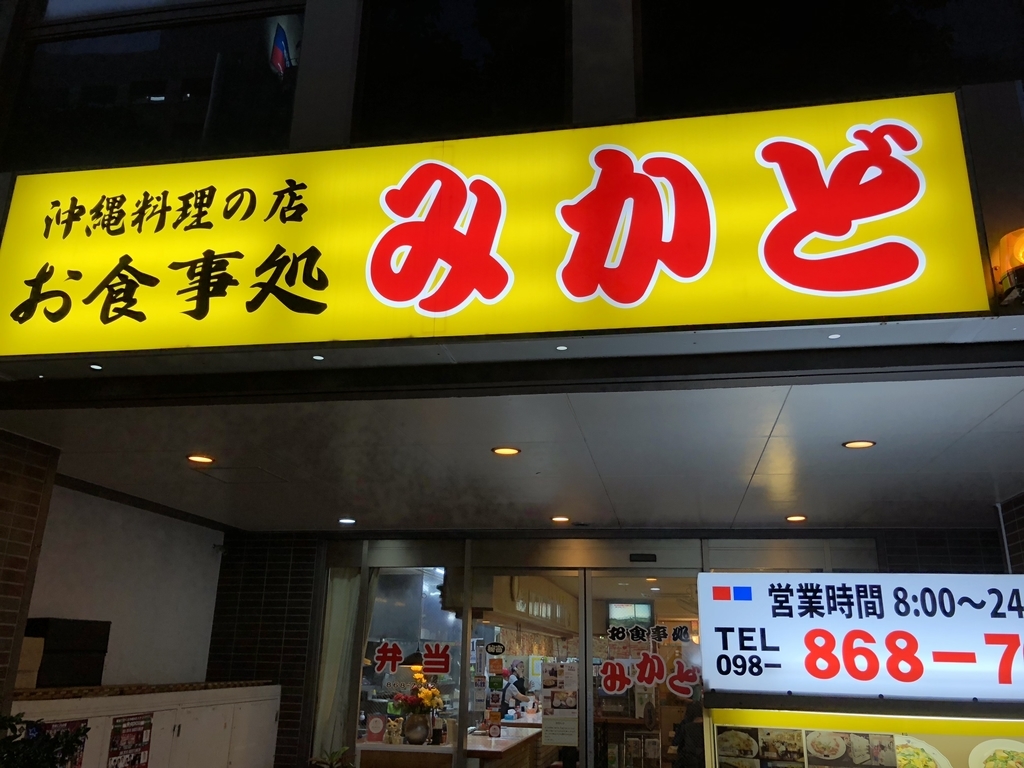 沖縄料理の店
お食事処
みかど
営業時間 8:00〜24
TEL
098-
868-7
弁当
お食事処
みかど